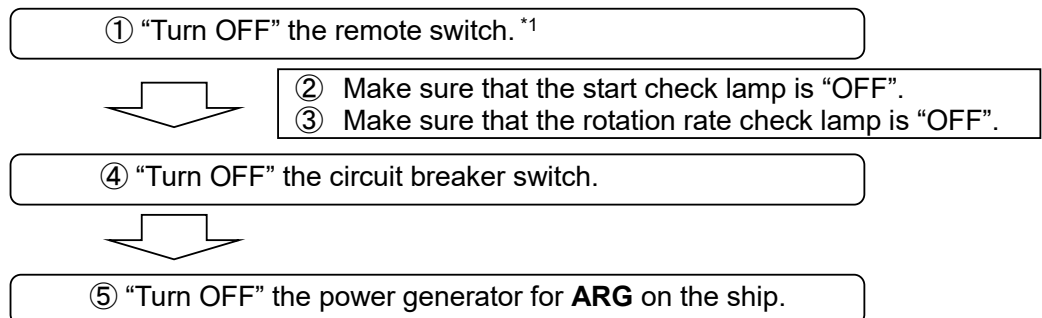 ① “Turn OFF” the remote switch. *1
② Make sure that the start check lamp is “OFF”.
③ Make sure that the rotation rate check lamp is “OFF”.
④ “Turn OFF” the circuit breaker switch.
⑤ “Turn OFF” the power generator for ARG on the ship.